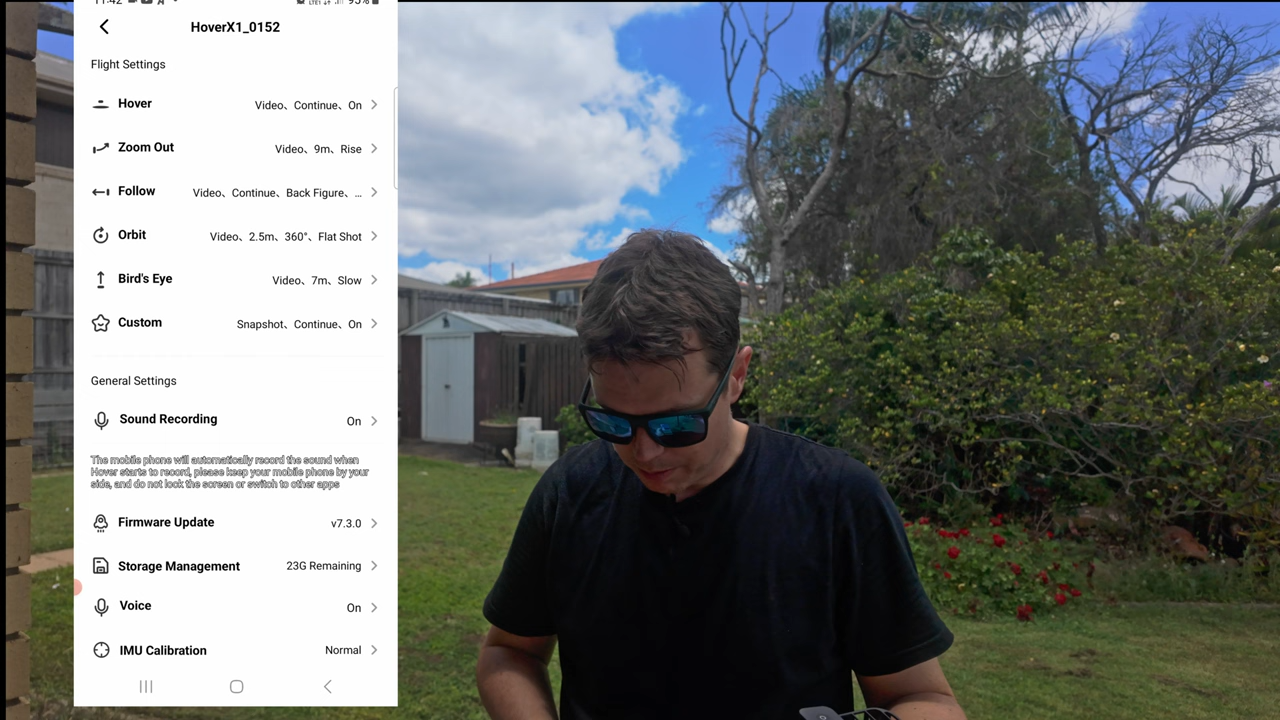 11:42
95%
HoverX1_0152
Flight Settings
Hover Video、Continue、On
Zoom Out Video、9m、Rise
Follow Video、Continue、Back Figure、...
Orbit Video、2.5m、360°、Flat Shot
Bird's Eye Video、7m、Slow
Custom Snapshot、Continue、On
General Settings
Sound Recording On
The mobile phone will automatically record the sound when
Hover starts to record, please keep your mobile phone by your
side, and do not lock the screen or switch to other apps
Firmware Update v7.3.0
Storage Management 23G Remaining
Voice On
IMU Calibration Normal